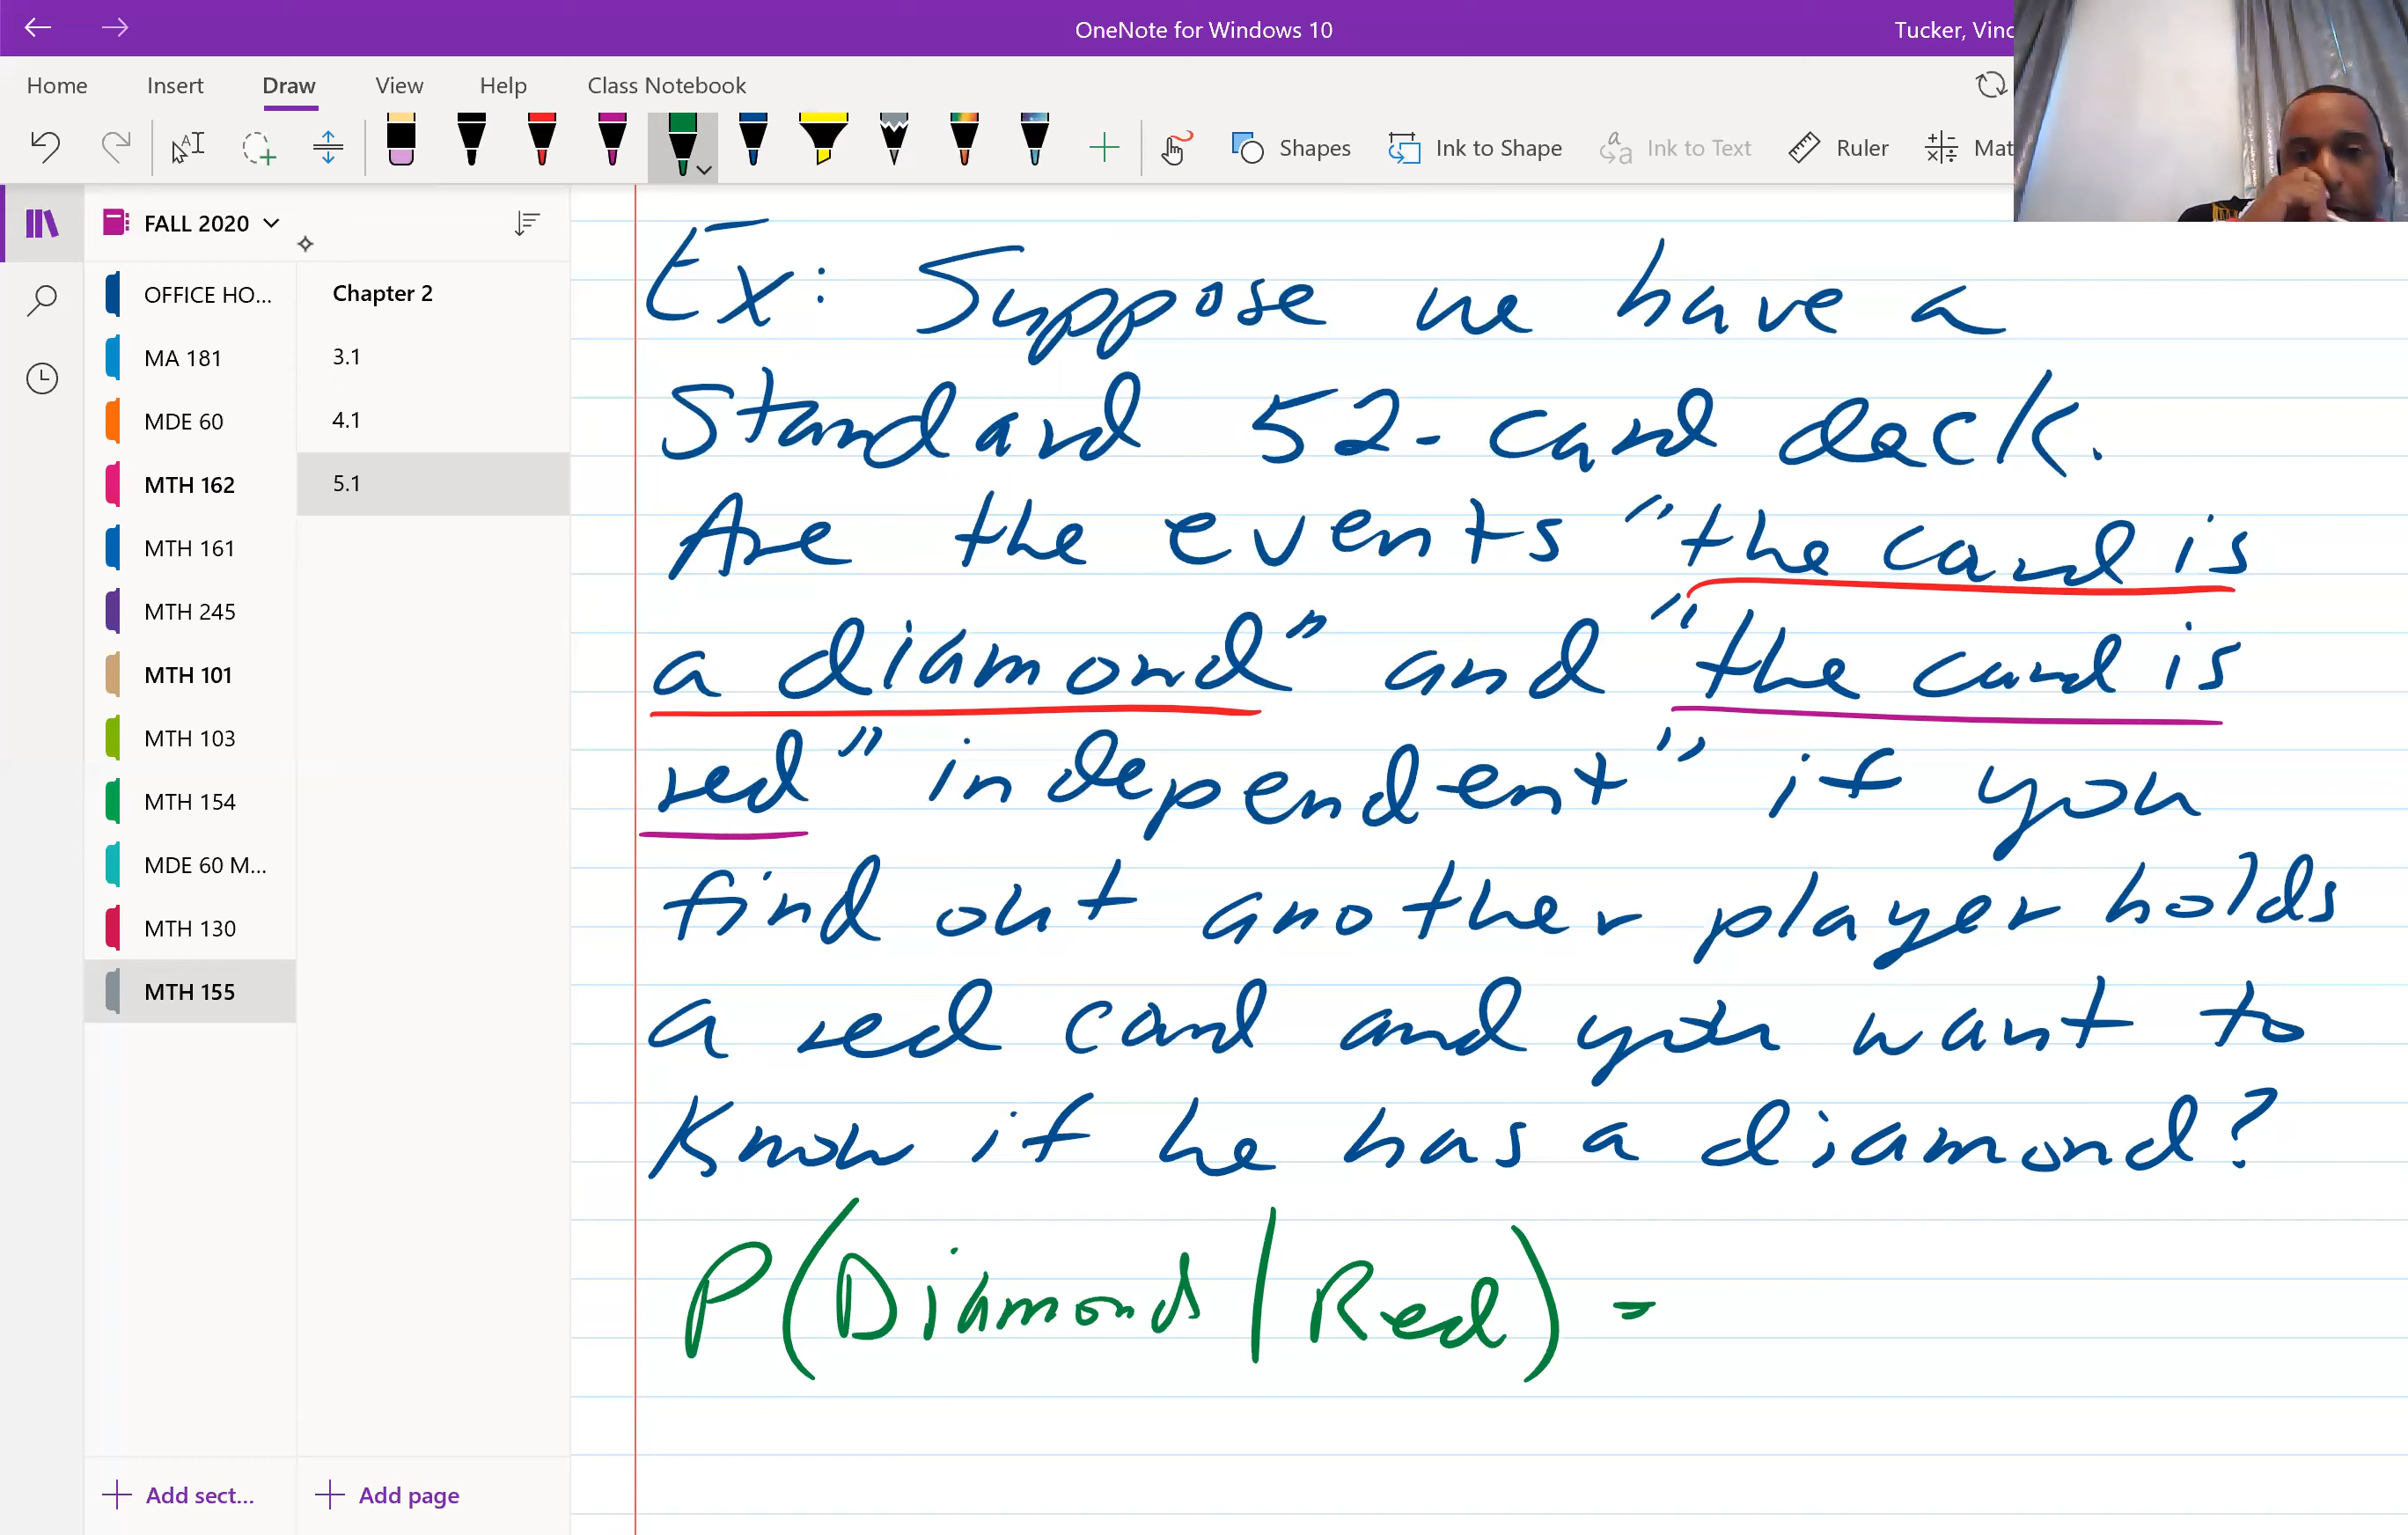 OneNote for Windows 10
Tucker, Vinc
Home Insert Draw View Help Class Notebook
Shapes Ink to Shape Ink to Text Ruler Mat
FALL 2020
OFFICE HO...
MA 181
MDE 60
MTH 162
MTH 161
MTH 245
MTH 101
MTH 103
MTH 154
MDE 60 M...
MTH 130
MTH 155
Add sect...
Chapter 2
3.1
4.1
5.1
Add page
Ex: Suppose we have a
Standard 52-card deck.
Are the events "the card is
a diamond" and "the card is
red" independent" if you
find out another player holds
a red card and you want to
Know if he has a diamond?
P(Diamond | Red) =